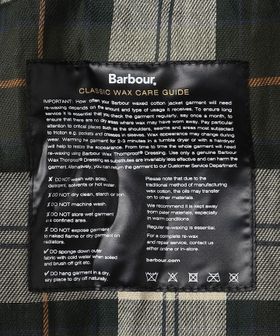 Barbour.
CLASSIC WAX CARE GUIDE
IMPORTANT: How often your Barbour waxed cotton jacket garment will need
re-waxing depends on the amount and type of usage it receives. To ensure long
service it is essential that you check the garment regularly, say once a month, to
ensure that there are no dry areas where wax may have worn away. Pay particular
attention to critical places such as the shoulders, seams and areas most subjected
to friction e.g. pockets and creases in sleeves. Wax appearance may change during
wear. Warming the garment for 5 minutes in a tumble dryer or with a hairdryer
will help to restore the appearance. From time to time the whole garment will need
re-waxing using Barbour Wax Thornproof® Dressing. Use only a genuine Barbour
Wax Thornproof® Dressing as substitutes are invariably less effective and can harm the
garment. Alternatively, you can return the garment to our Customer Service Department.
X DO NOT wash with soap,
detergent, solvents or hot water
X DO NOT dry clean, starch or iron.
X DO NOT machine wash.
X DO NOT store wet garment
in a car or confined area.
X DO NOT expose garment
to naked flame or dry garment on
radiators.
✓ DO sponge down outer
fabric with cold water when soiled
and brush off grit etc.
✓ DO hang garment in a dry,
airy place to dry off naturally.
Please note that due to the
traditional method of manufacturing
wax cotton, the oils may transfer
on to other materials.
We recommend it is kept away
from paler materials, especially
in warm conditions.
Regular re-waxing is essential.
For a complete re-wax
and repair service, contact us
either online or in-store.
barbour.com